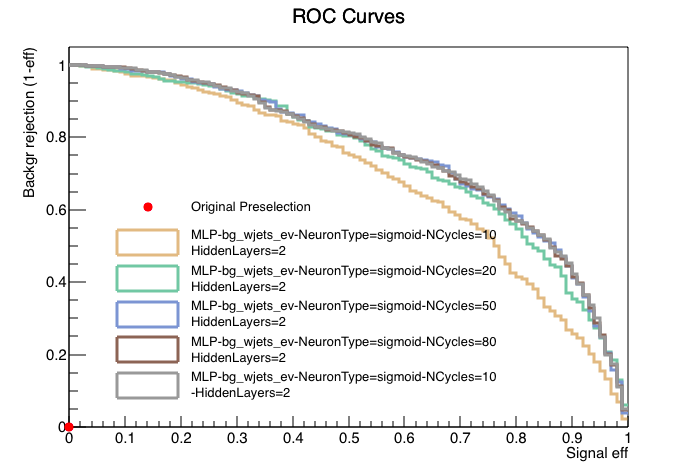 ROC Curves
Backgr rejection (1-eff)
1
0.8
0.6
0.4
0.2
0
Original Preselection
MLP-bg_wjets_ev-NeuronType=sigmoid-NCycles=10
HiddenLayers=2
MLP-bg_wjets_ev-NeuronType=sigmoid-NCycles=20
HiddenLayers=2
MLP-bg_wjets_ev-NeuronType=sigmoid-NCycles=50
HiddenLayers=2
MLP-bg_wjets_ev-NeuronType=sigmoid-NCycles=80
HiddenLayers=2
MLP-bg_wjets_ev-NeuronType=sigmoid-NCycles=10
-HiddenLayers=2
0 0.1 0.2 0.3 0.4 0.5 0.6 0.7 0.8 0.9 1
Signal eff